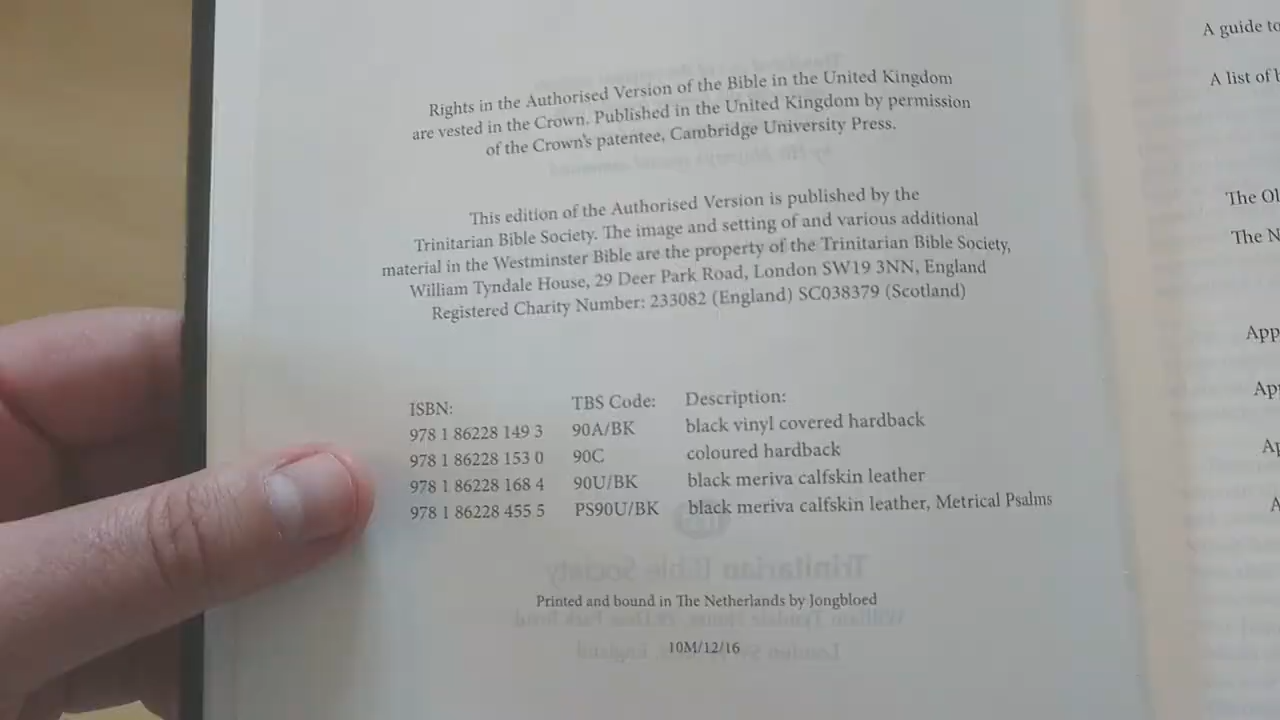 Rights in the Authorised Version of the Bible in the United Kingdom
are vested in the Crown. Published in the United Kingdom by permission
of the Crown's patentee, Cambridge University Press.
This edition of the Authorised Version is published by the
Trinitarian Bible Society. The image and setting of and various additional
material in the Westminster Bible are the property of the Trinitarian Bible Society,
William Tyndale House, 29 Deer Park Road, London SW19 3NN, England
Registered Charity Number: 233082 (England) SC038379 (Scotland)
ISBN: TBS Code: Description:
978 1 86228 149 3 90A/BK black vinyl covered hardback
978 1 86228 153 0 90C coloured hardback
978 1 86228 168 4 90U/BK black meriva calfskin leather
978 1 86228 455 5 PS90U/BK black meriva calfskin leather, Metrical Psalms
Printed and bound in The Netherlands by Jongbloed
10M/12/16
A guide to
A list of
The
The